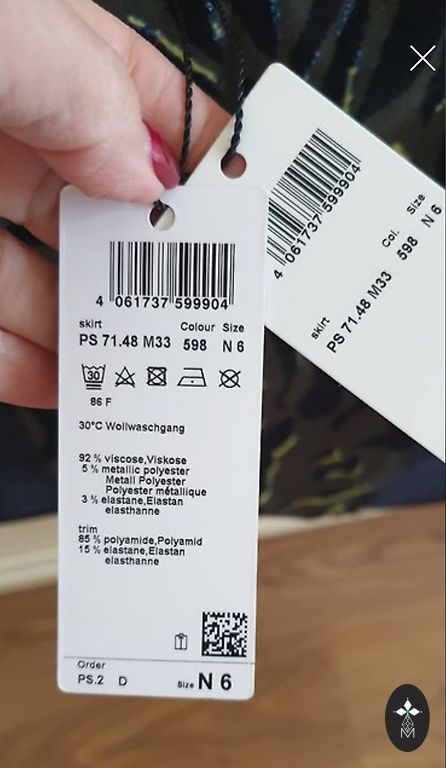 4 061737 599904
skirt Colour Size
PS 71.48 M33 598 N 6
30
86 F
30°C Wollwaschgang
92 % viscose,Viskose
5 % metallic polyester
Metall Polyester
Polyester métallique
3 % elastane,Elastan
elasthanne
trim
85 % polyamide,Polyamid
15 % elastane,Elastan
elasthanne
Order
PS.2 D Size N 6
4 061737 599904
skirt Col. Size
PS 71.48 M33 598 N 6
M